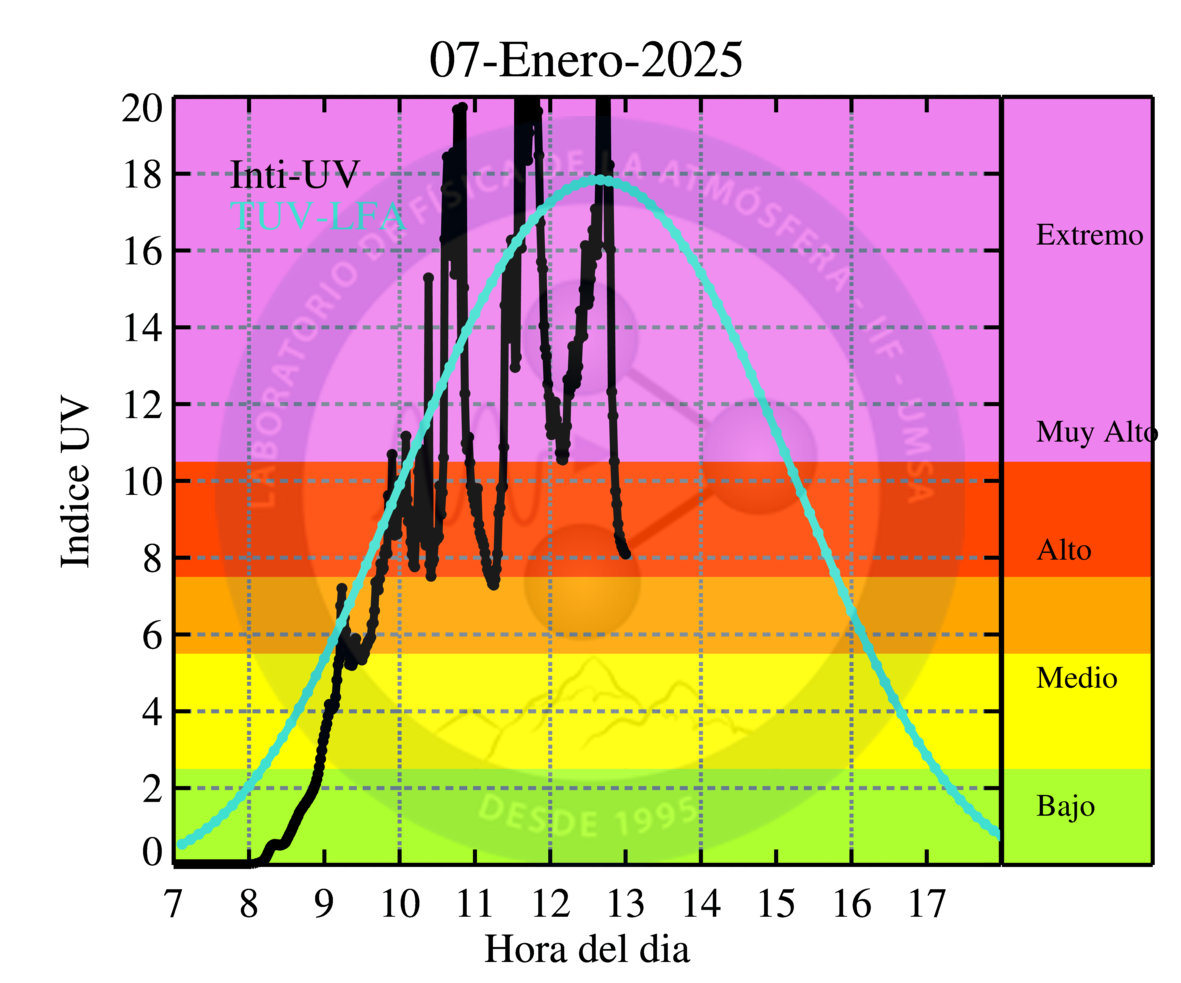 07-Enero-2025
Inti-UV
TUV-LFA
Indice UV
20
18
16
14
12
10
8
6
4
2
0
7 8 9 10 11 12 13 14 15 16 17
Hora del dia
Extremo
Muy Alto
Alto
Medio
Bajo
LABORATORIO DE FÍSICA DE LA ATMÓSFERA - IIF - UMSA
DESDE 1995